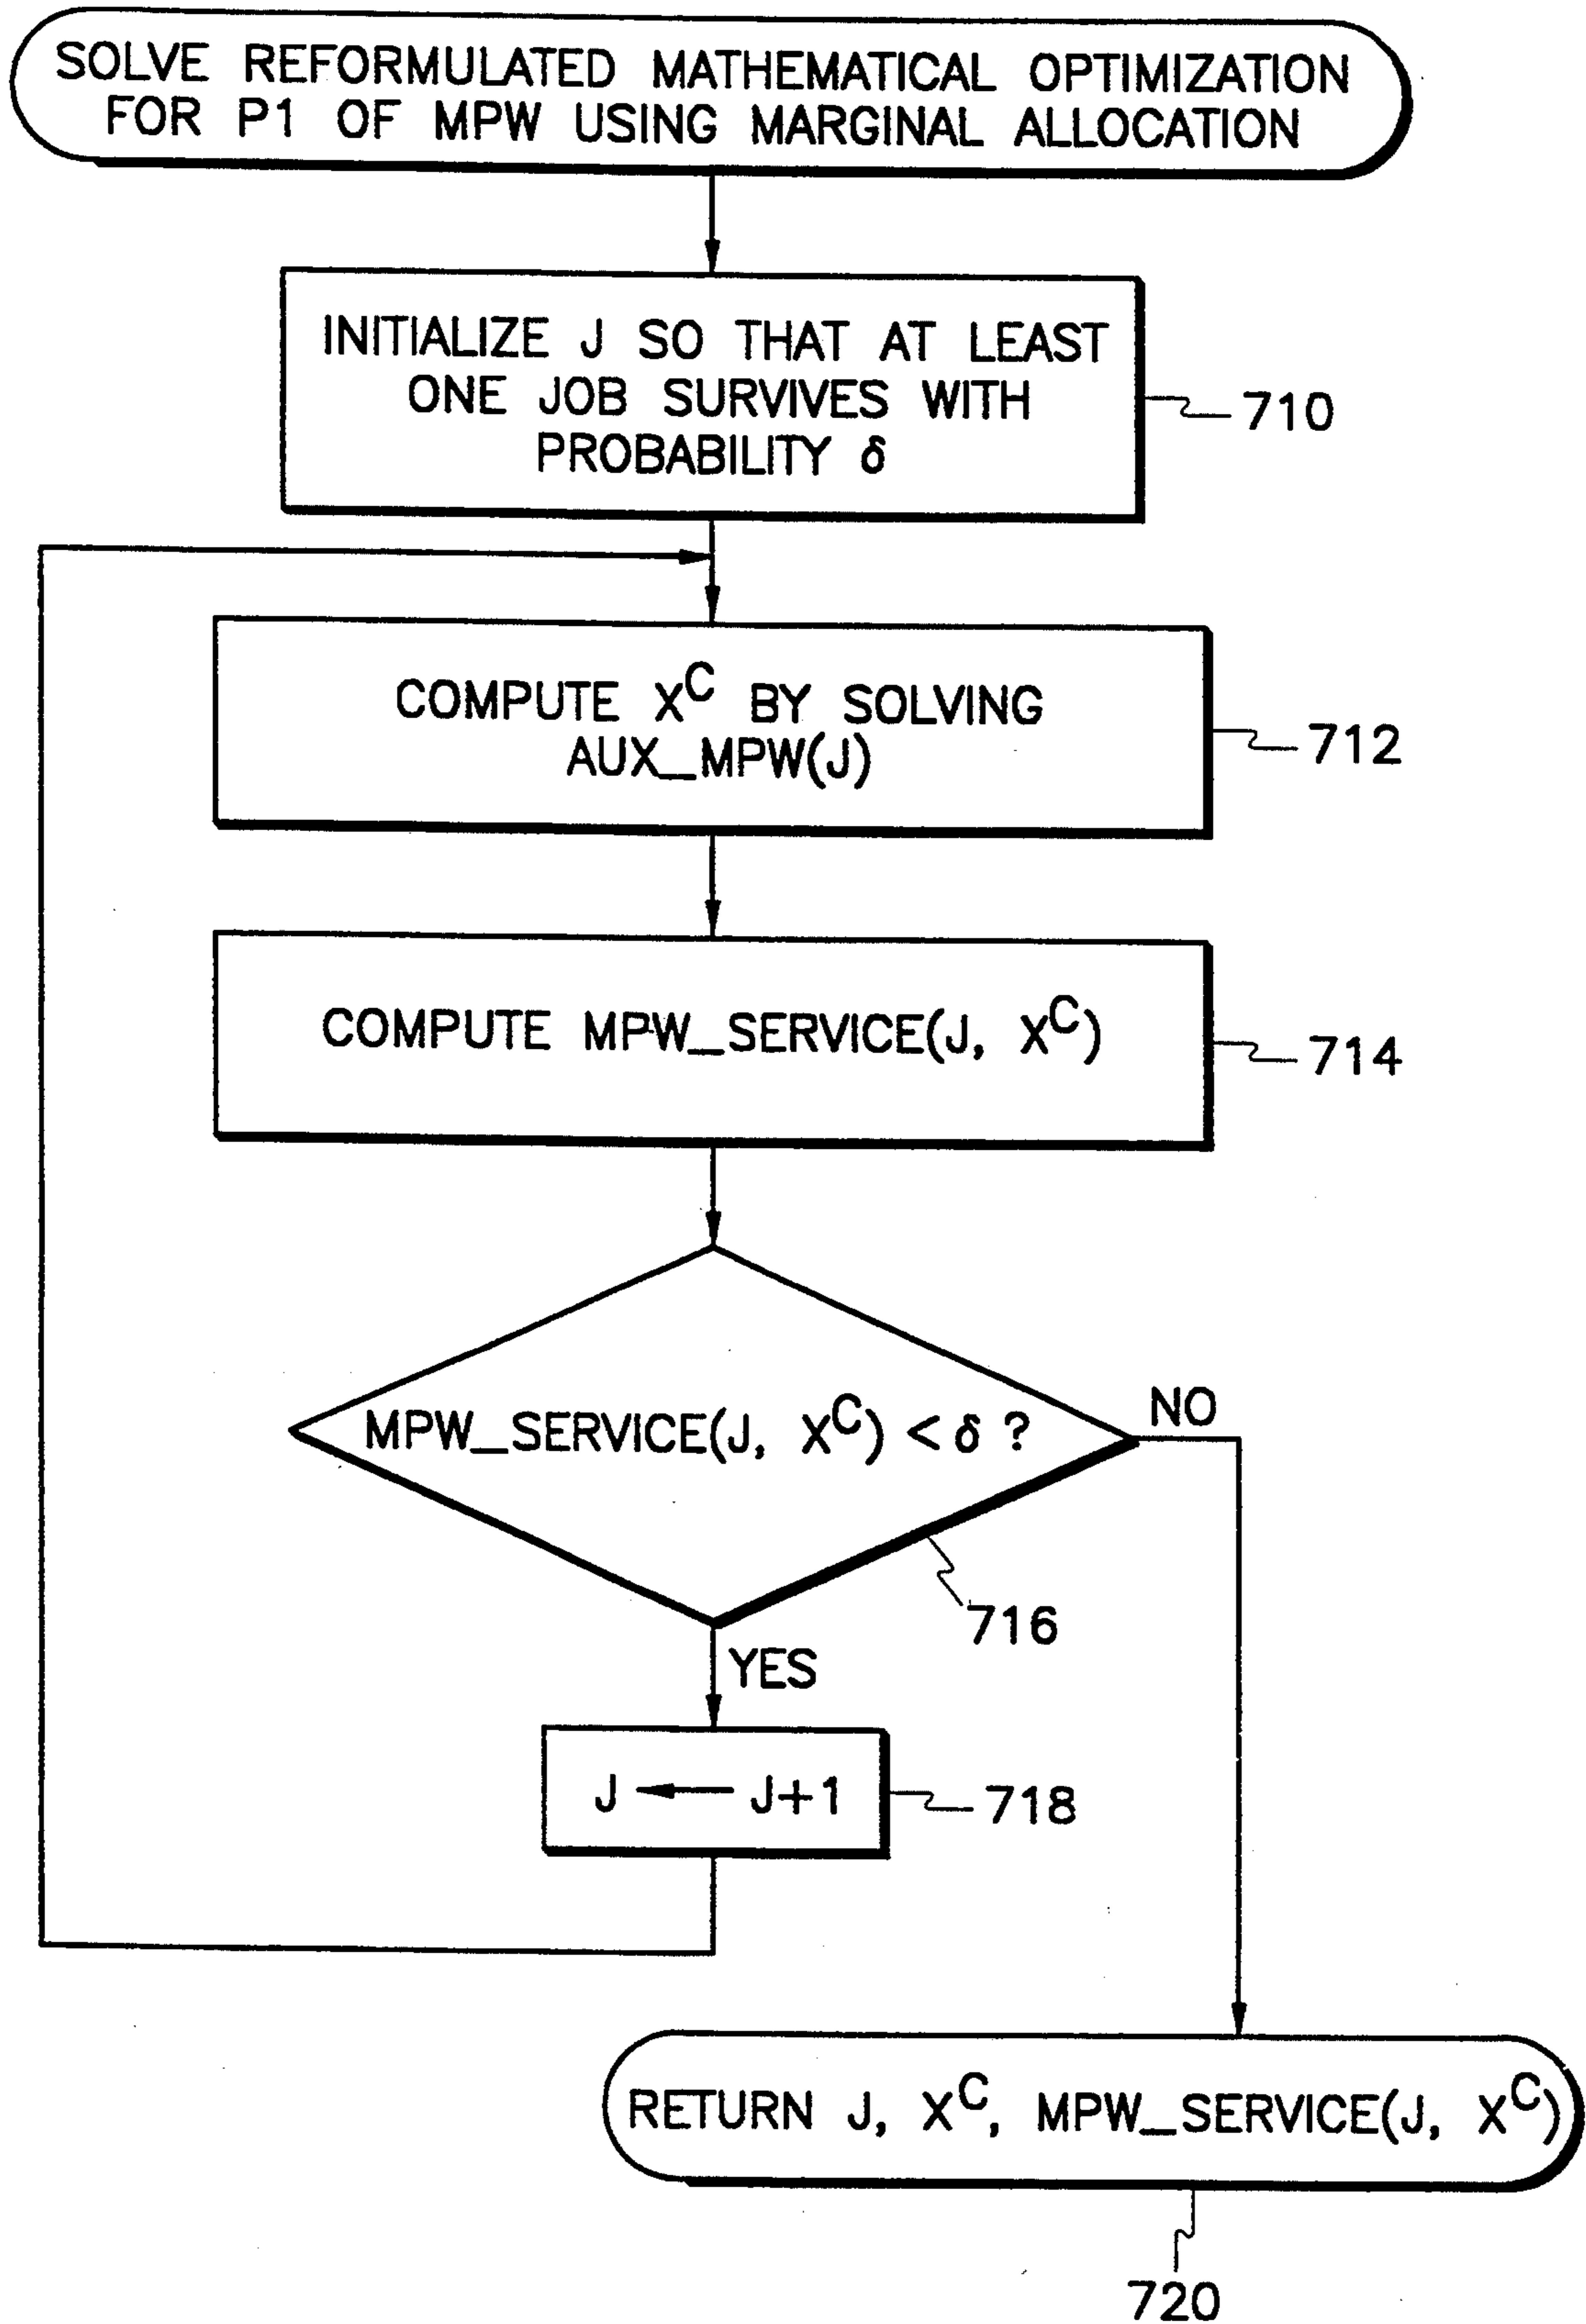 SOLVE REFORMULATED MATHEMATICAL OPTIMIZATION
FOR P1 OF MPW USING MARGINAL ALLOCATION
INITIALIZE J SO THAT AT LEAST
ONE JOB SURVIVES WITH
PROBABILITY δ
710
COMPUTE X^C BY SOLVING
AUX_MPW(J)
712
COMPUTE MPW_SERVICE(J, X^C)
714
MPW_SERVICE(J, X^C) < δ ?
NO
716
YES
J ← J+1
718
RETURN J, X^C, MPW_SERVICE(J, X^C)
720